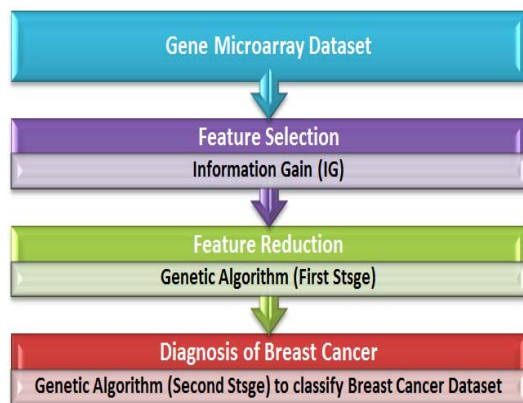 Gene Microarray Dataset
Feature Selection
Information Gain (IG)
Feature Reduction
Genetic Algorithm (First Stsge)
Diagnosis of Breast Cancer
Genetic Algorithm (Second Stsge) to classify Breast Cancer Dataset